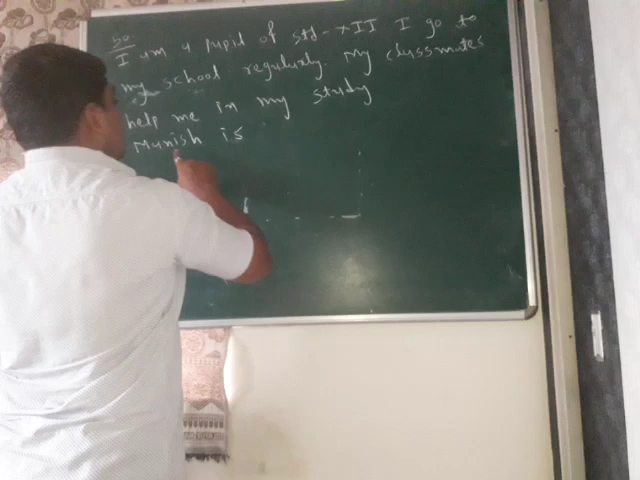 50
I am a pupil of std - XII I go to
my school regularly. My classmates
help me in my study
Manish is